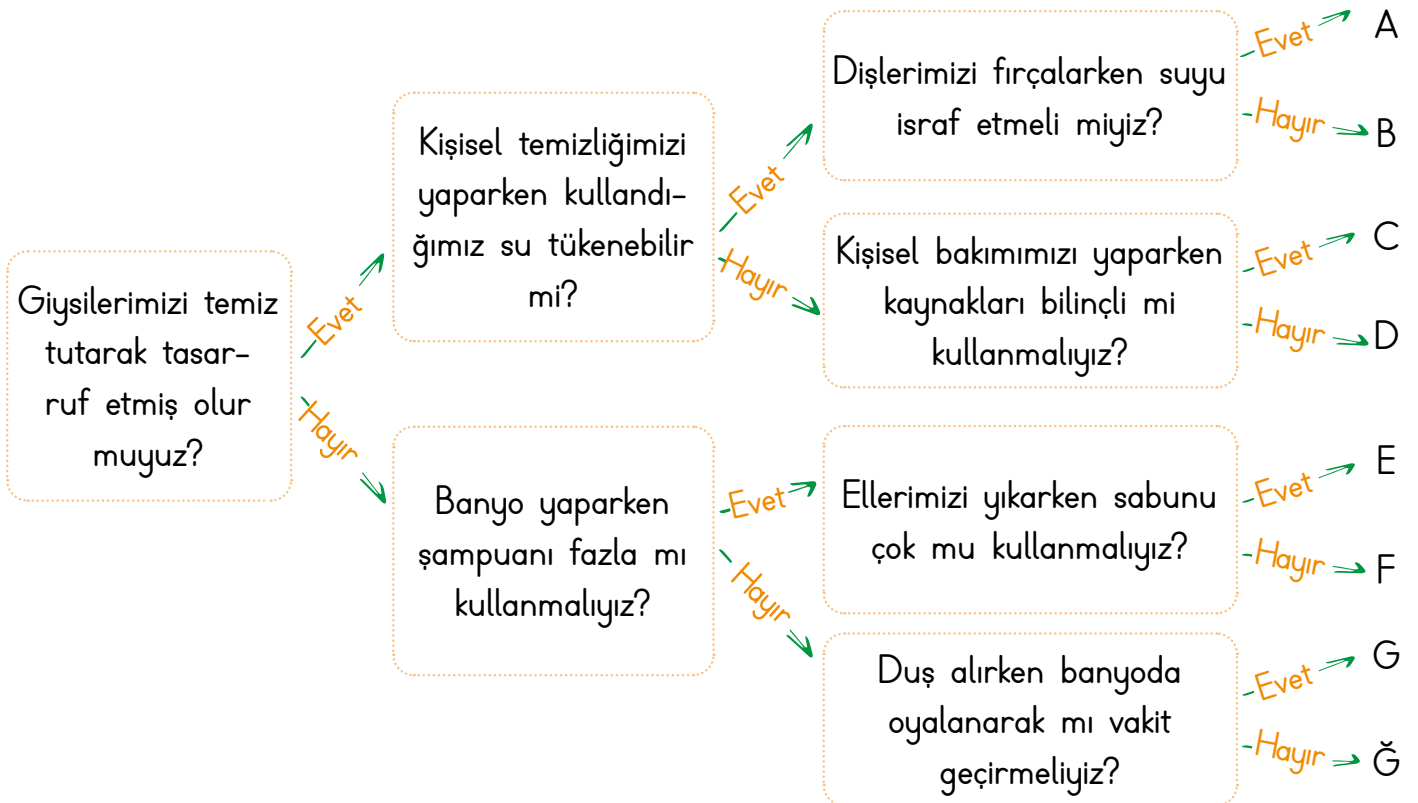 Giysilerimizi temiz
tutarak tasar-
ruf etmiş olur
muyuz?
Evet
Hayır
Kişisel temizliğimizi
yaparken kullandı-
ğımız su tükenebilir
mi?
Evet
Hayır
Banyo yaparken
şampuanı fazla mı
kullanmalıyız?
Evet
Hayır
Dişlerimizi fırçalarken suyu
israf etmeli miyiz?
Evet
A
Hayır
B
Kişisel bakımımızı yaparken
kaynakları bilinçli mi
kullanmalıyız?
Evet
C
Hayır
D
Ellerimizi yıkarken sabunu
çok mu kullanmalıyız?
Evet
E
Hayır
F
Duş alırken banyoda
oyalanarak mı vakit
geçirmeliyiz?
Evet
G
Hayır
Ğ